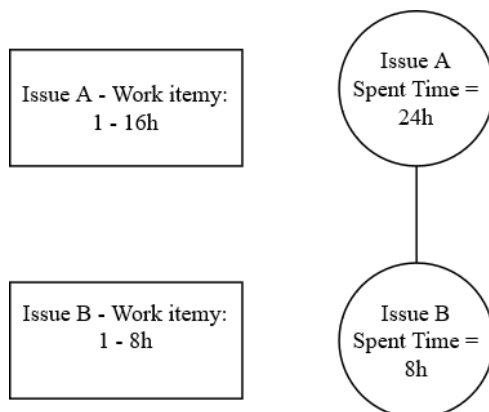 Issue A - Work itemy:
1 - 16h
Issue A
Spent Time =
24h
Issue B - Work itemy:
1 - 8h
Issue B
Spent Time =
8h